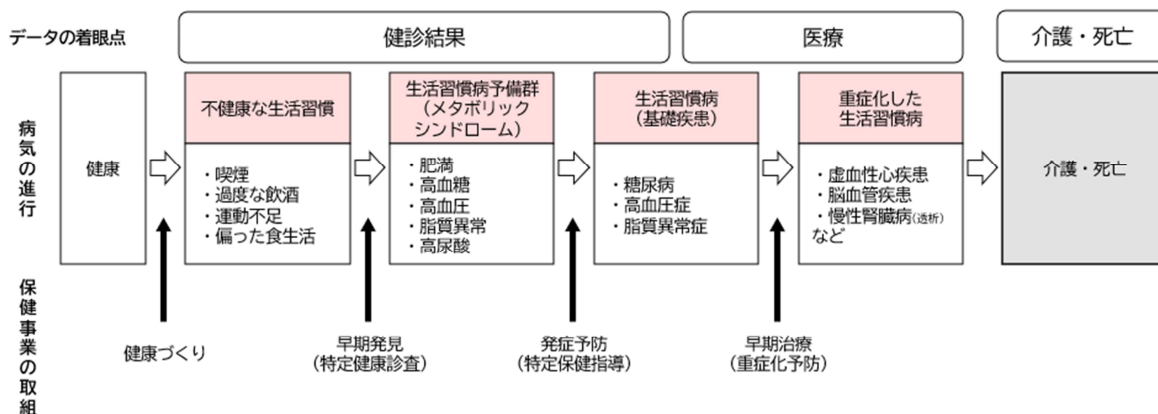 データの着眼点
健診結果
医療
介護・死亡
病気の進行
健康
不健康な生活習慣
・喫煙
・過度な飲酒
・運動不足
・偏った食生活
生活習慣病予備群
（メタボリック
シンドローム）
・肥満
・高血糖
・高血圧
・脂質異常
・高尿酸
生活習慣病
（基礎疾患）
・糖尿病
・高血圧症
・脂質異常症
重症化した
生活習慣病
・虚血性心疾患
・脳血管疾患
・慢性腎臓病(透析)
など
介護・死亡
保健事業の取組
健康づくり
早期発見
(特定健康診査)
発症予防
(特定保健指導)
早期治療
(重症化予防)